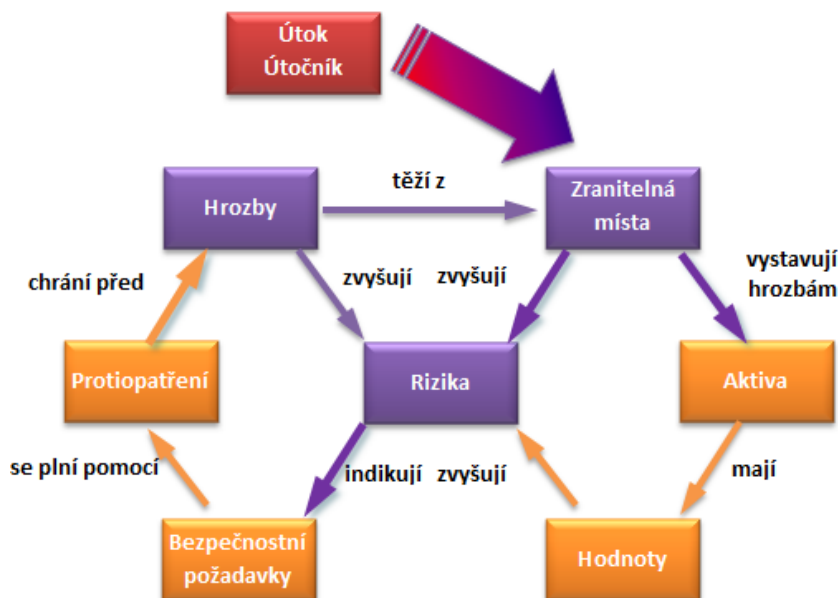 Útok
Útočník
těží z
Hrozby
Zranitelná
místa
chrání před
zvyšují
zvyšují
vystavují
hrozbám
Protiopatření
Rizika
Aktiva
se plní pomocí
indikují
zvyšují
mají
Bezpečnostní
požadavky
Hodnoty